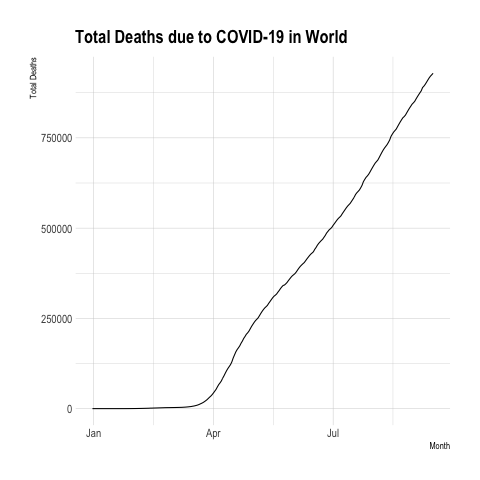 Total Deaths due to COVID-19 in World
Total Deaths
750000
500000
250000
0
Jan Apr Jul
Month